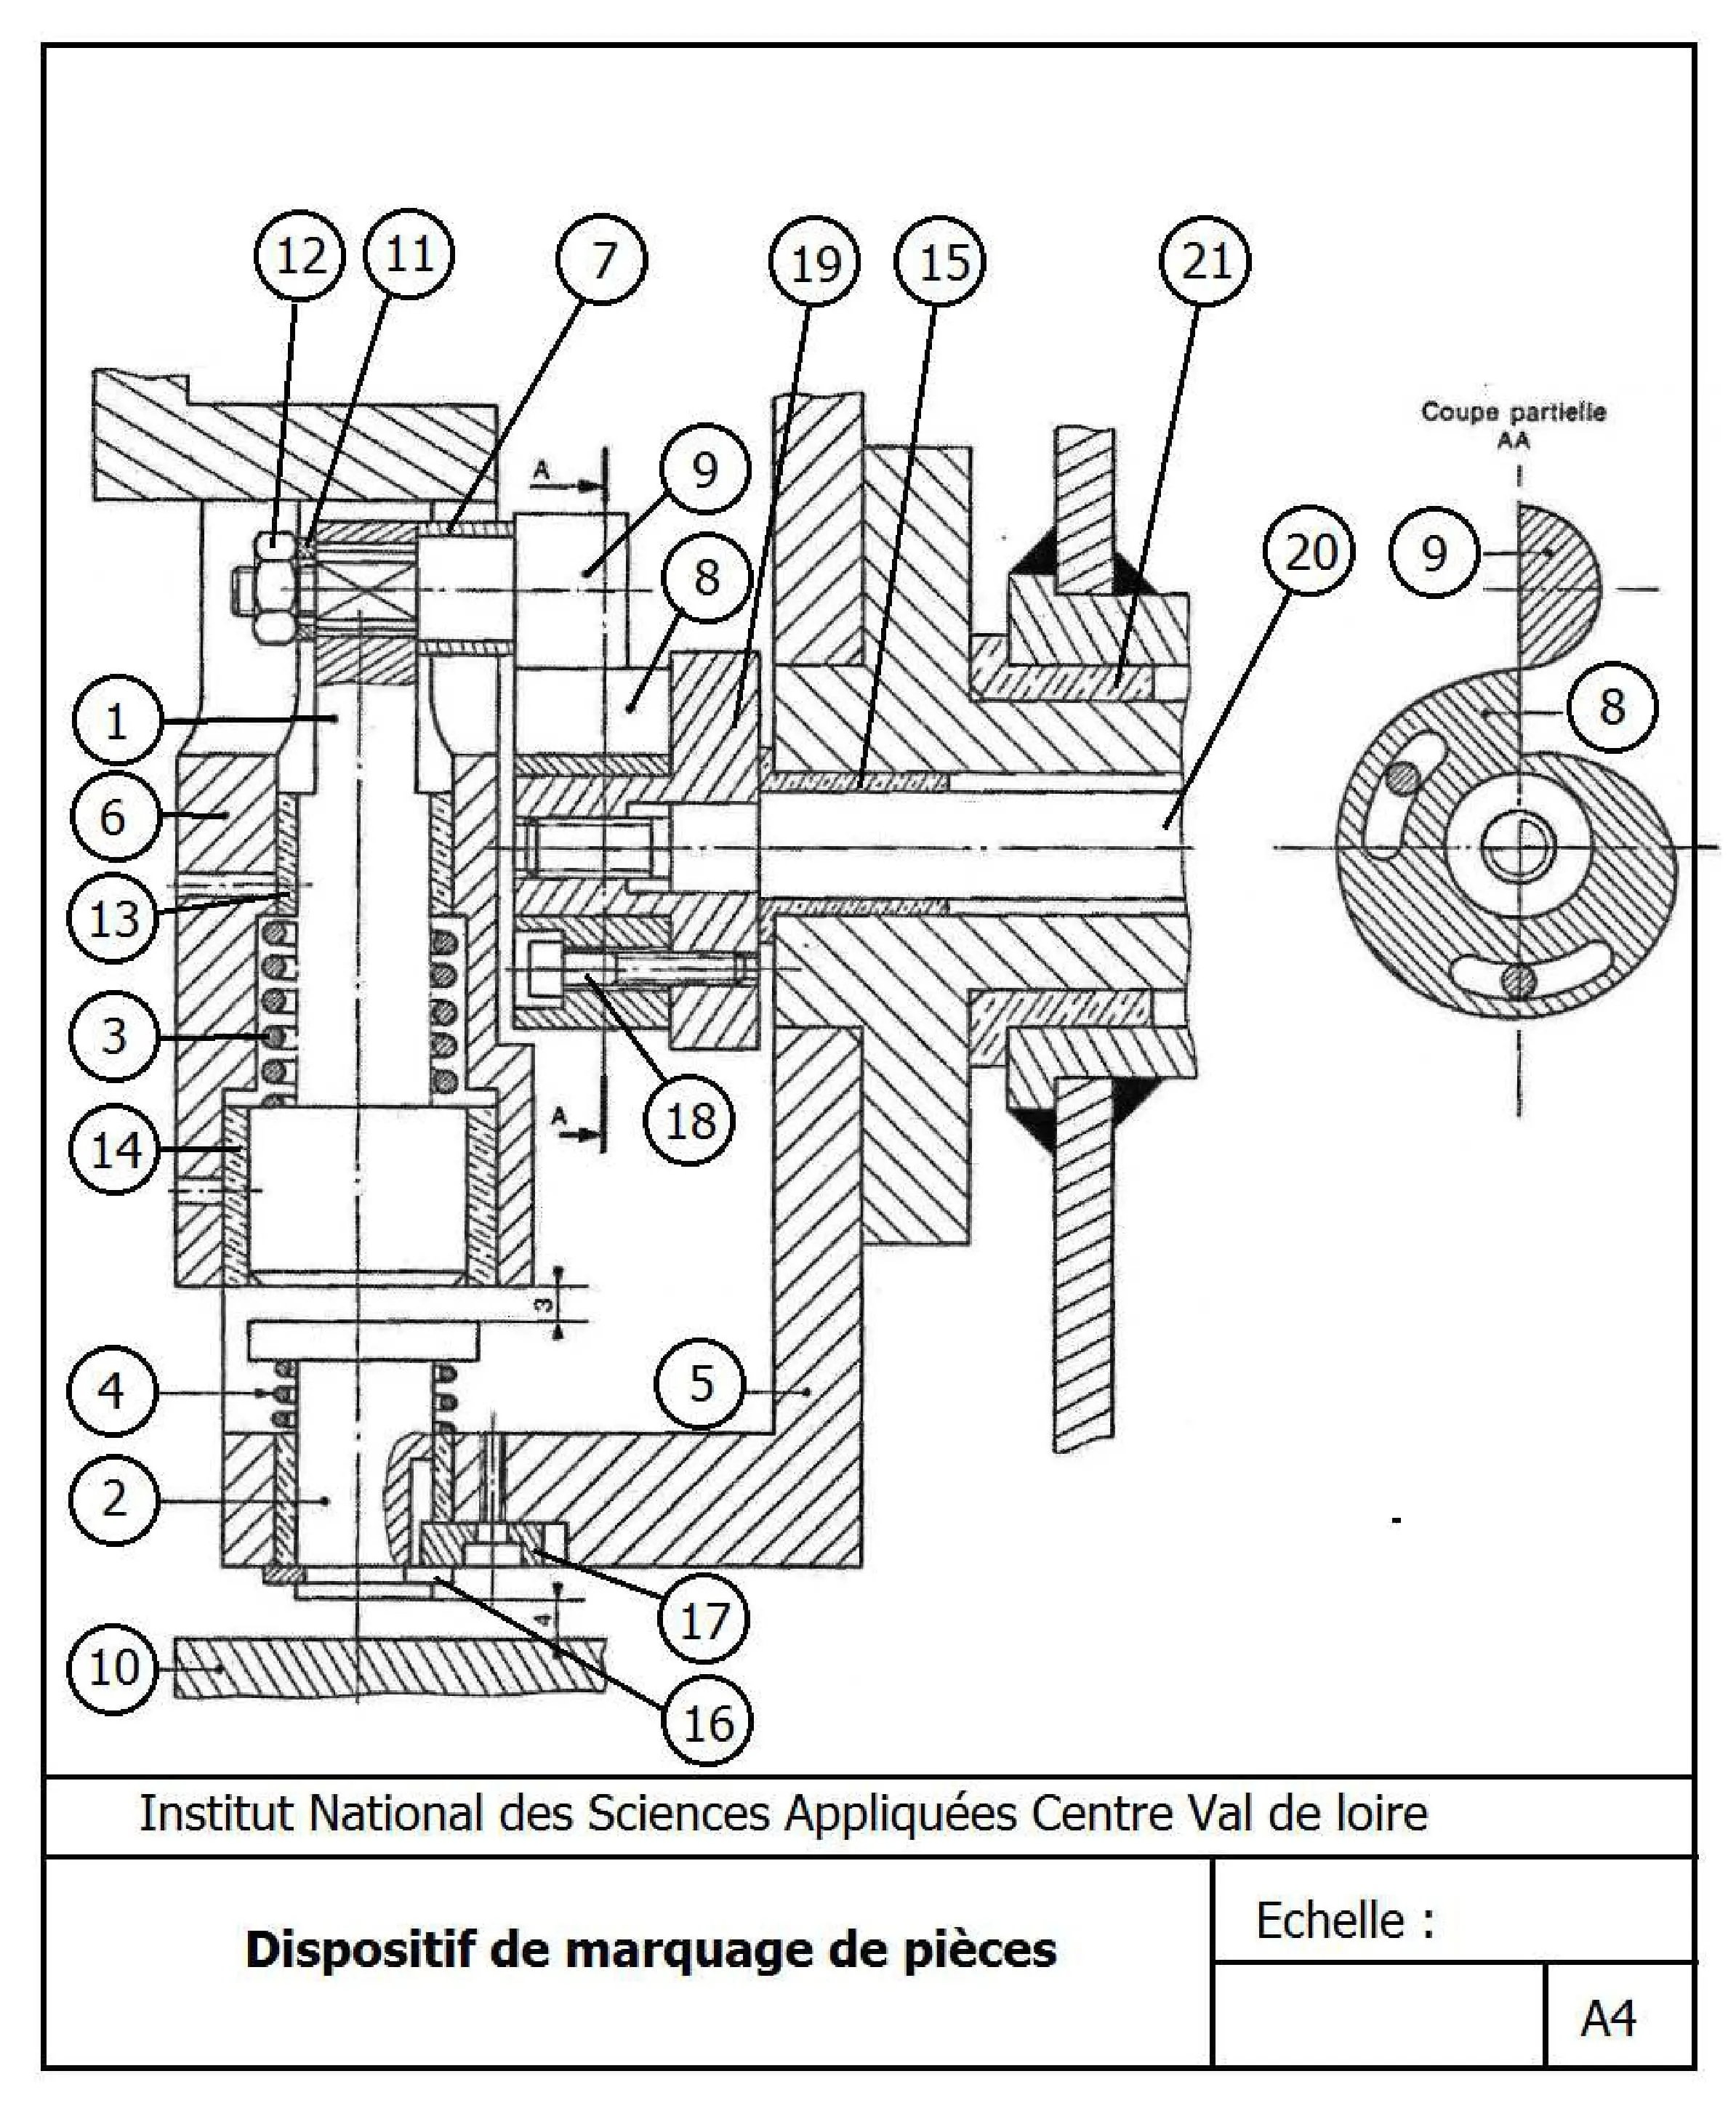 12 11 7 19 15 21
Coupe partielle
AA
A 9
20 9
8
8
1
6
13
3
A 18
14
3
4 5
2
4 17
10
16
Institut National des Sciences Appliquées Centre Val de loire
Dispositif de marquage de pièces
Echelle :
A4